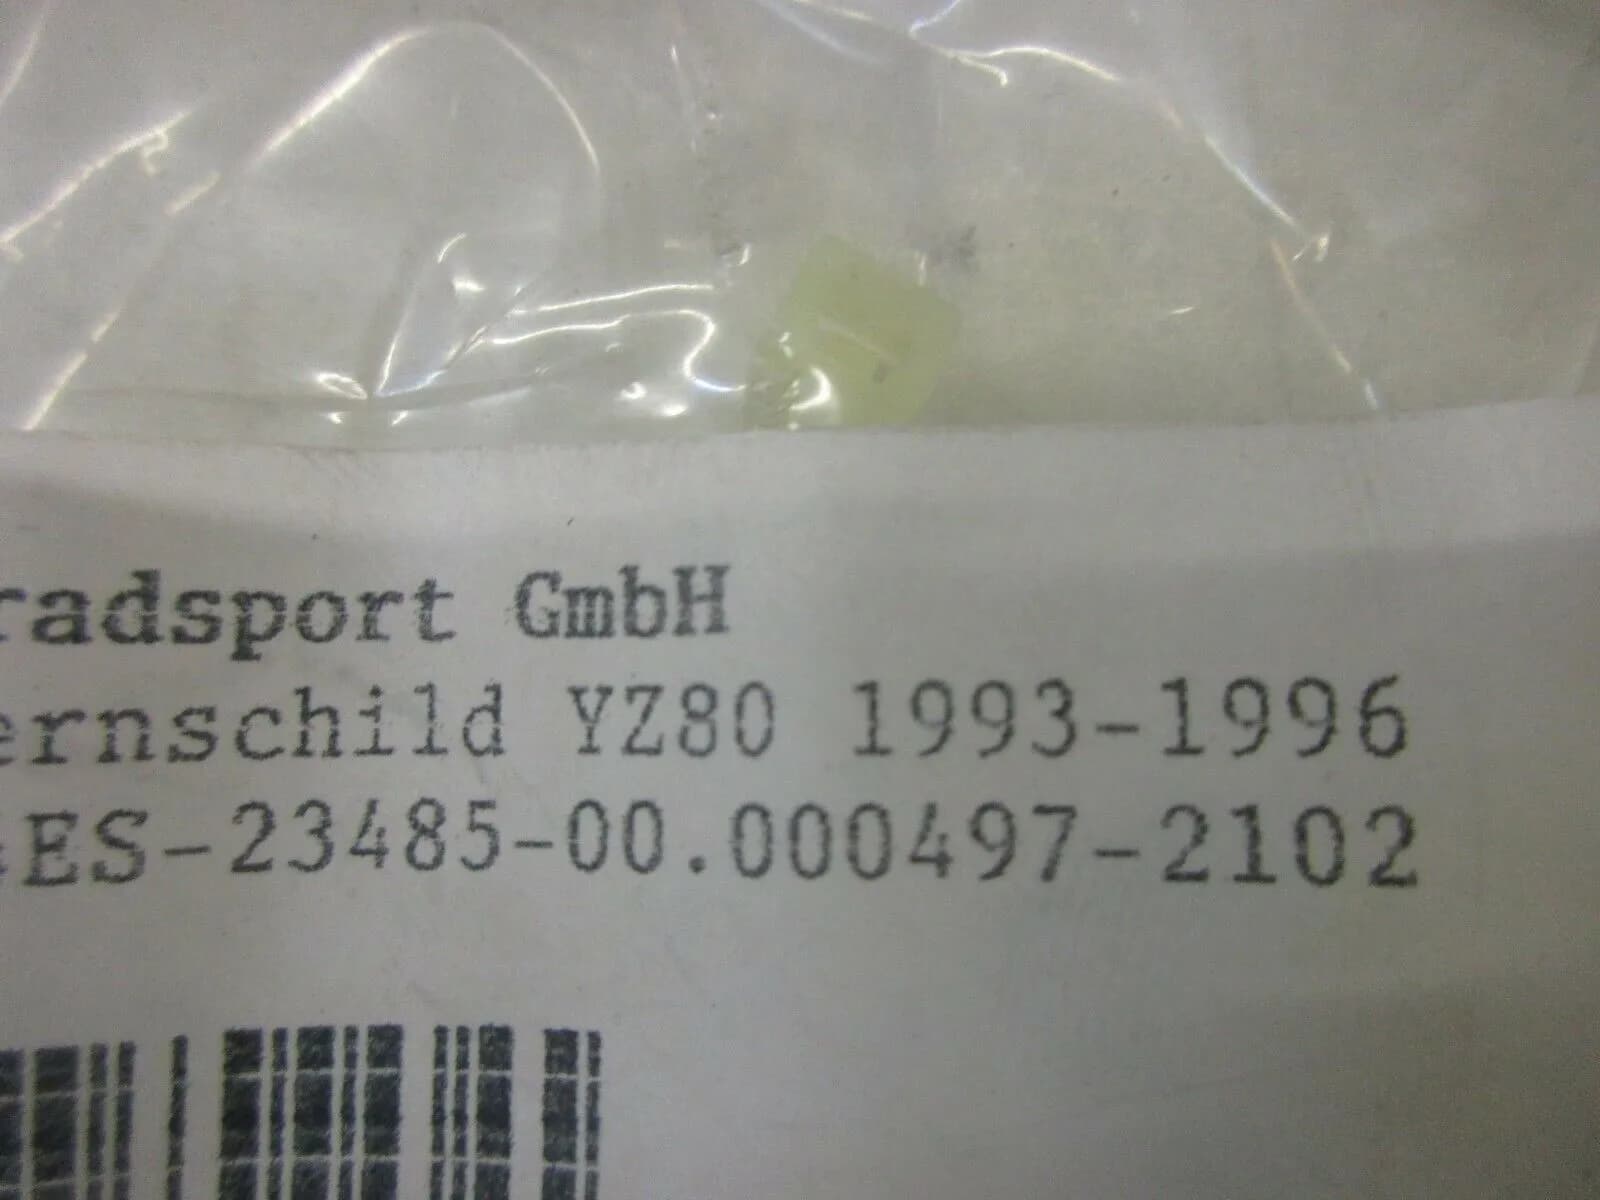 radsport GmbH
ernschild YZ80 1993-1996
ES-23485-00.000497-2102